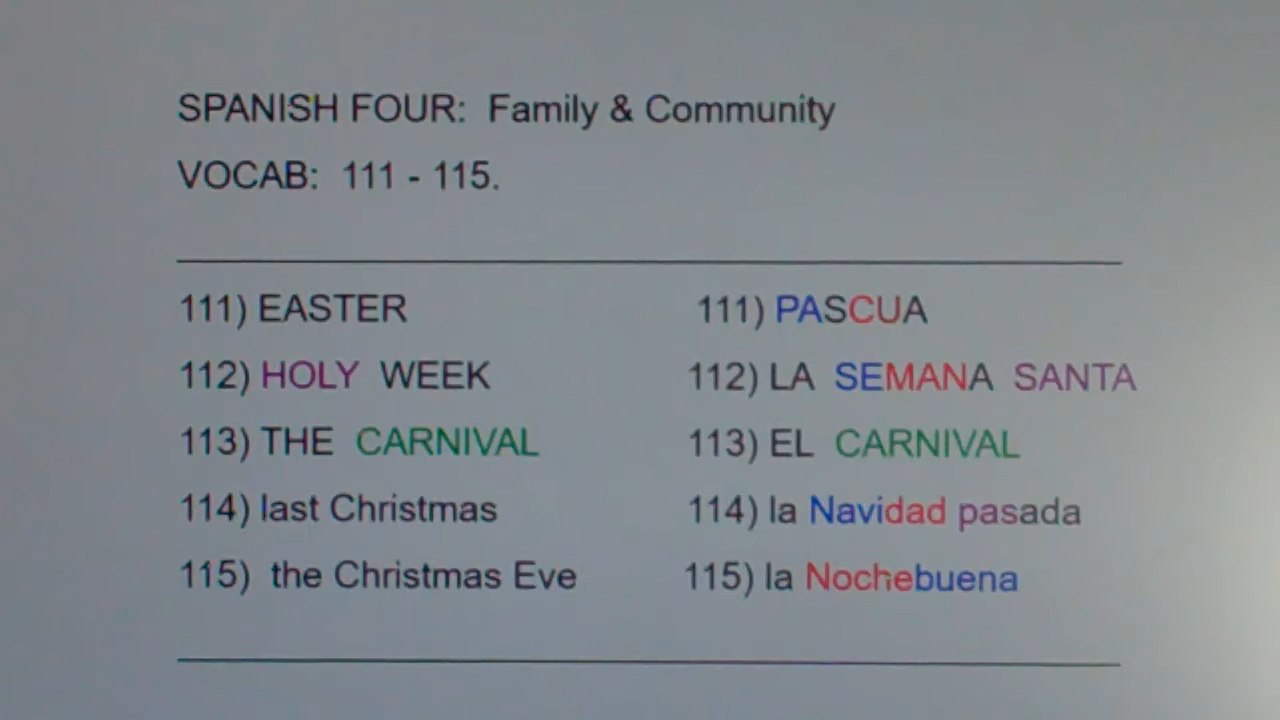 SPANISH FOUR: Family & Community
VOCAB: 111 - 115.
111) EASTER 111) PASCUA
112) HOLY WEEK 112) LA SEMANA SANTA
113) THE CARNIVAL 113) EL CARNIVAL
114) last Christmas 114) la Navidad pasada
115) the Christmas Eve 115) la Nochebuena